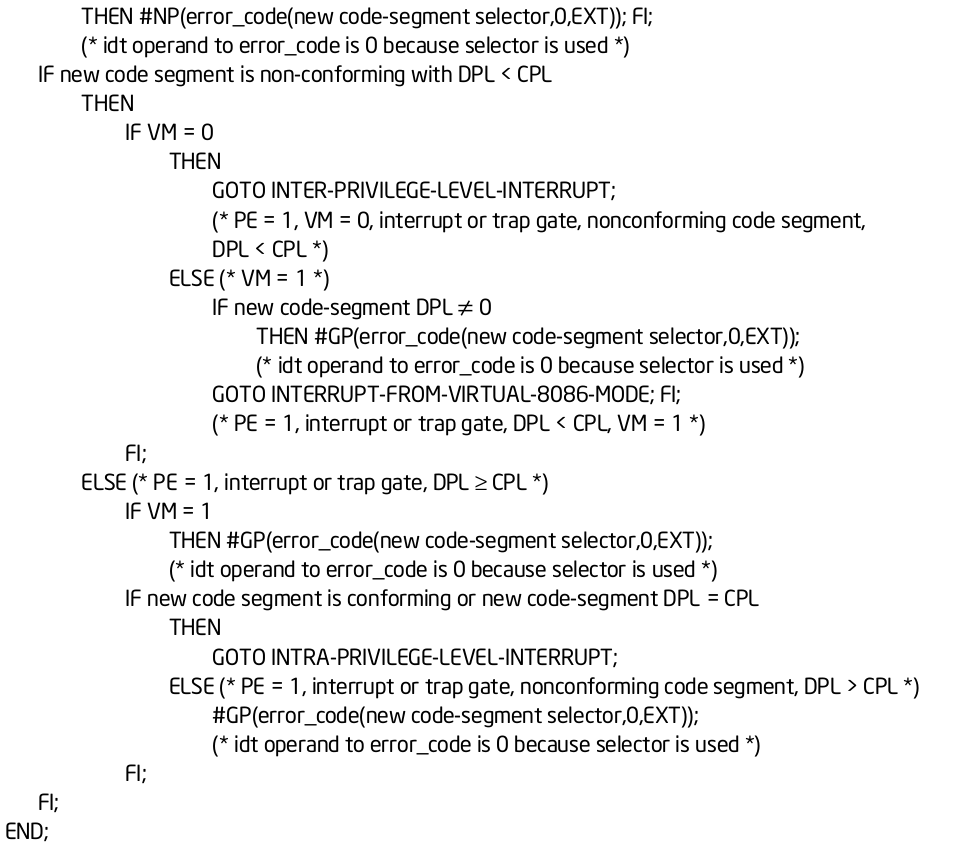 THEN #NP(error_code(new code-segment selector,0,EXT)); FI;
(* idt operand to error_code is 0 because selector is used *)
IF new code segment is non-conforming with DPL < CPL
THEN
IF VM = 0
THEN
GOTO INTER-PRIVILEGE-LEVEL-INTERRUPT;
(* PE = 1, VM = 0, interrupt or trap gate, nonconforming code segment,
DPL < CPL *)
ELSE (* VM = 1 *)
IF new code-segment DPL ≠ 0
THEN #GP(error_code(new code-segment selector,0,EXT));
(* idt operand to error_code is 0 because selector is used *)
GOTO INTERRUPT-FROM-VIRTUAL-8086-MODE; FI;
(* PE = 1, interrupt or trap gate, DPL < CPL, VM = 1 *)
FI;
ELSE (* PE = 1, interrupt or trap gate, DPL ≥ CPL *)
IF VM = 1
THEN #GP(error_code(new code-segment selector,0,EXT));
(* idt operand to error_code is 0 because selector is used *)
IF new code segment is conforming or new code-segment DPL = CPL
THEN
GOTO INTRA-PRIVILEGE-LEVEL-INTERRUPT;
ELSE (* PE = 1, interrupt or trap gate, nonconforming code segment, DPL > CPL *)
#GP(error_code(new code-segment selector,0,EXT));
(* idt operand to error_code is 0 because selector is used *)
FI;
FI;
END;